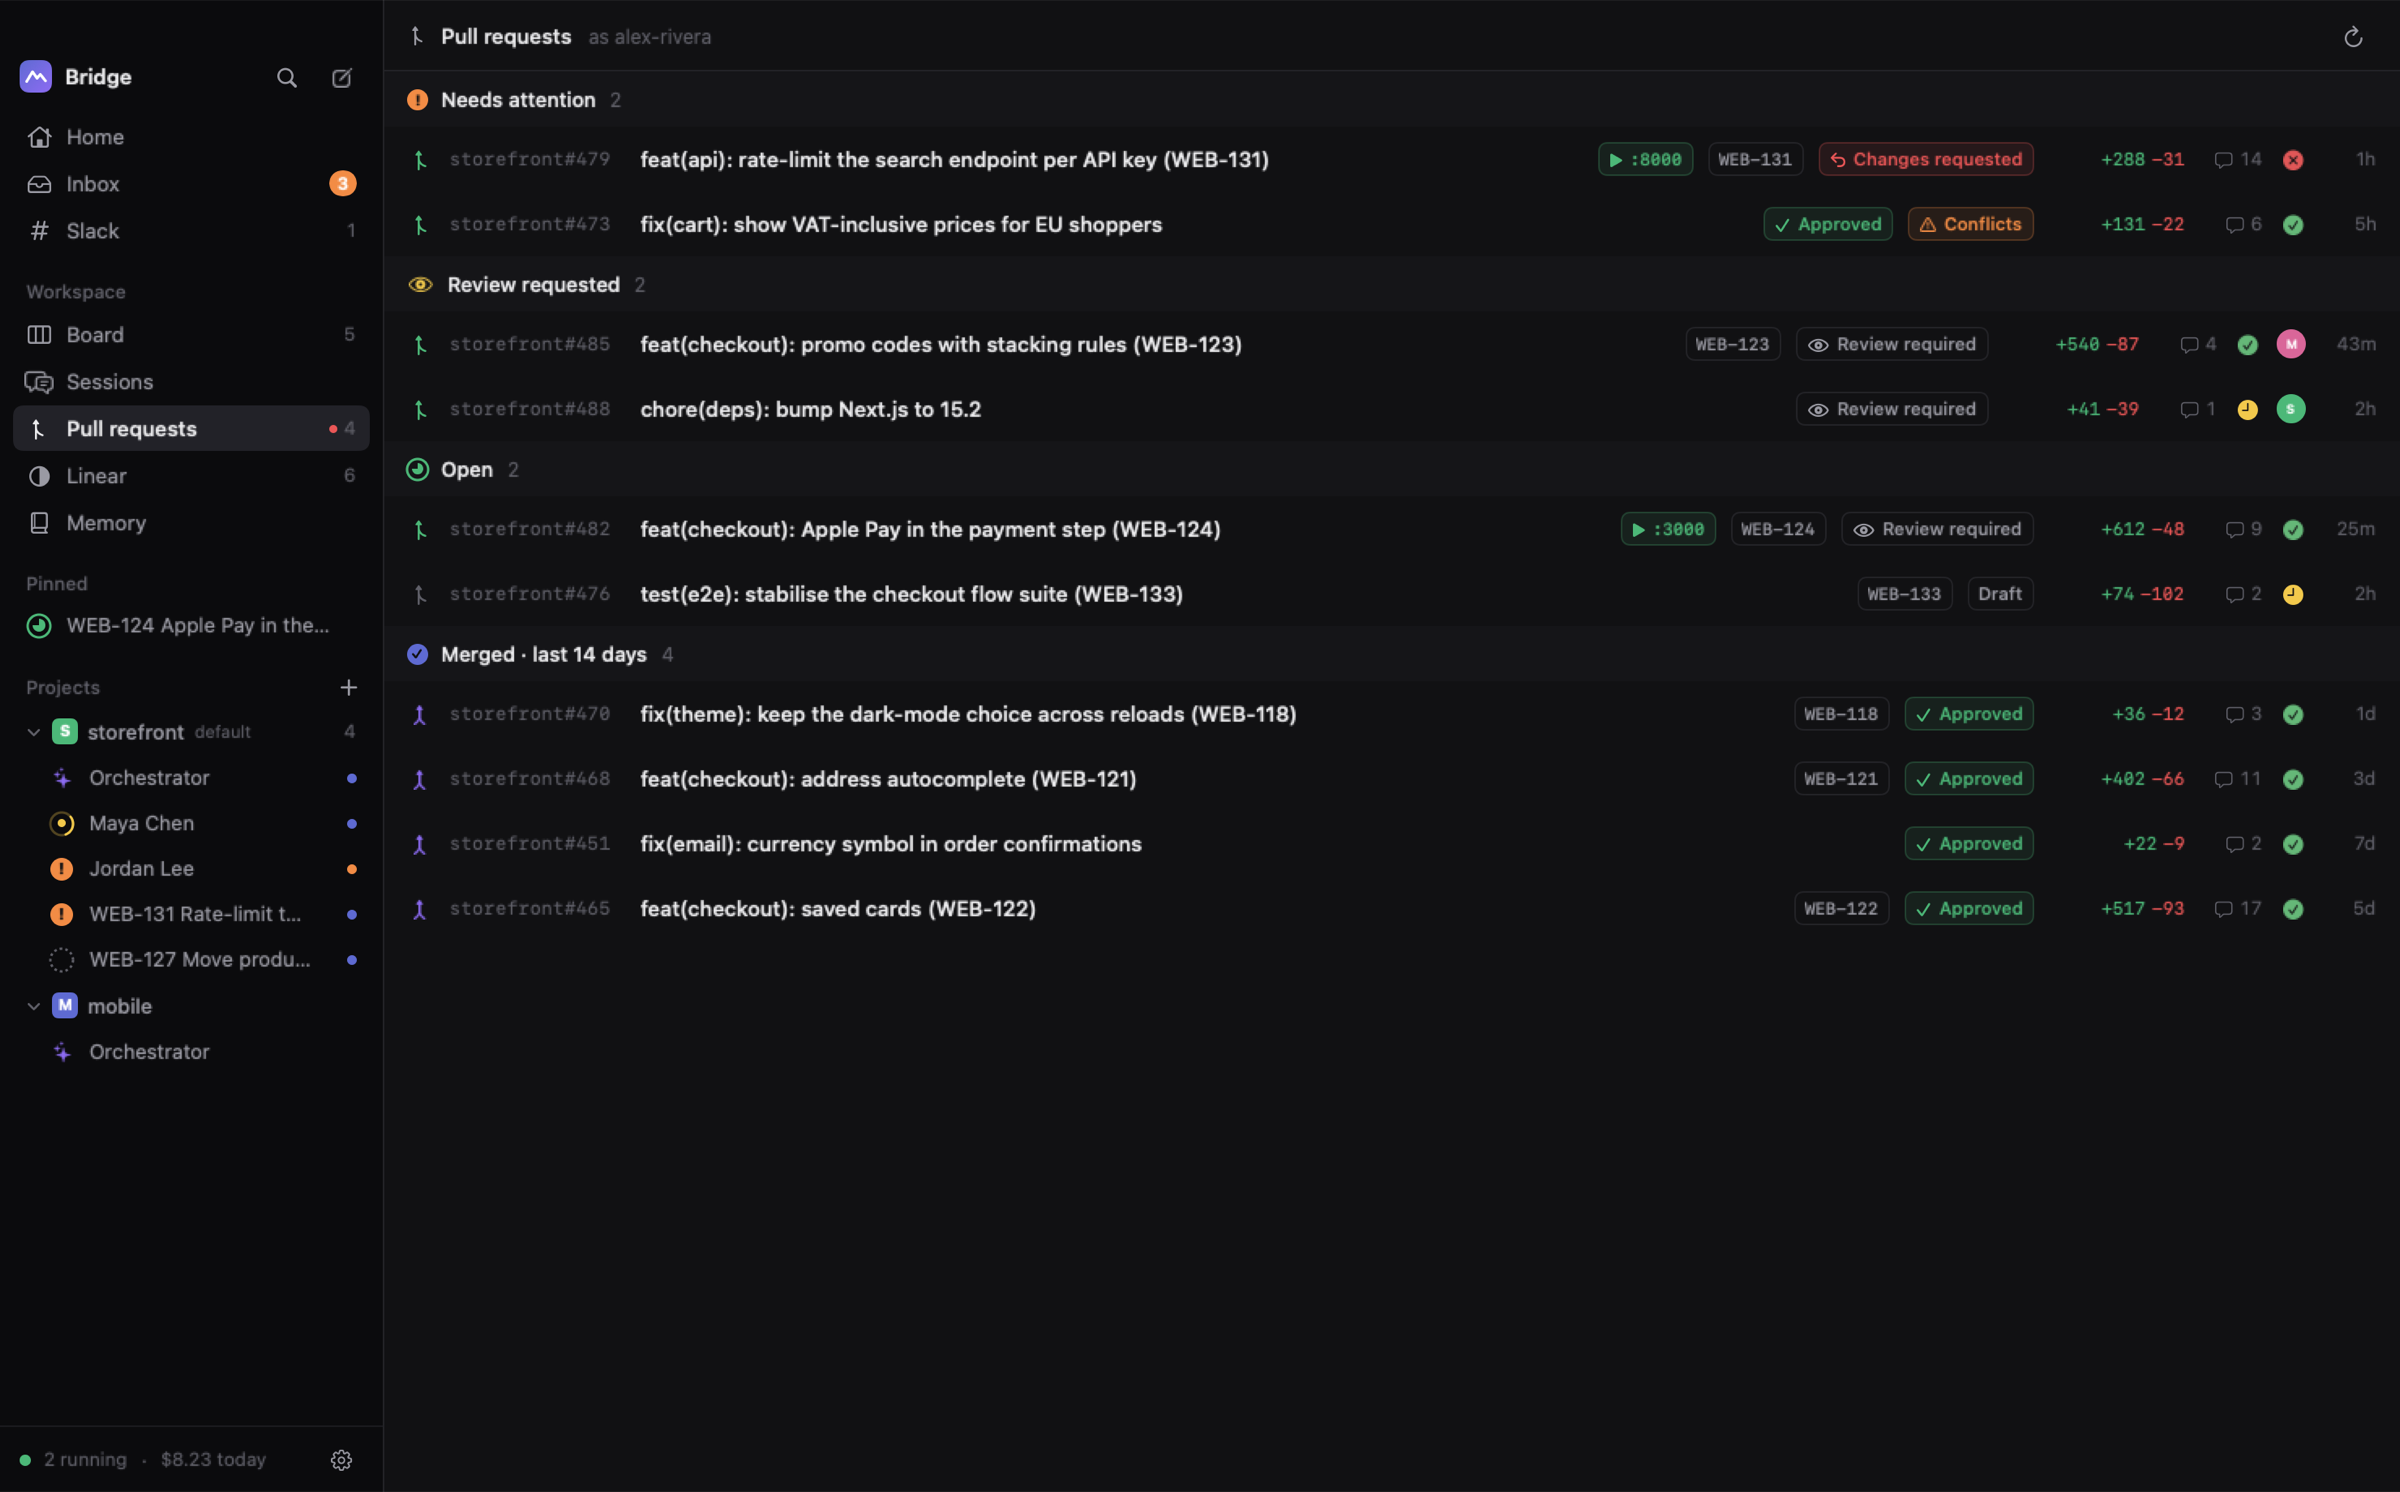 Bridge
Home
Inbox 3
Slack 1
Workspace
Board 5
Sessions
Pull requests 4
Linear 6
Memory
Pinned
WEB-124 Apple Pay in the...
Projects
S storefront default 4
Orchestrator
Maya Chen
Jordan Lee
WEB-131 Rate-limit t...
WEB-127 Move produ...
M mobile
Orchestrator
2 running · $8.23 today
Pull requests as alex-rivera
Needs attention 2
storefront#479 feat(api): rate-limit the search endpoint per API key (WEB-131) :8000 WEB-131 Changes requested +288 −31 14 1h
storefront#473 fix(cart): show VAT-inclusive prices for EU shoppers Approved Conflicts +131 −22 6 5h
Review requested 2
storefront#485 feat(checkout): promo codes with stacking rules (WEB-123) WEB-123 Review required +540 −87 4 M 43m
storefront#488 chore(deps): bump Next.js to 15.2 Review required +41 −39 1 S 2h
Open 2
storefront#482 feat(checkout): Apple Pay in the payment step (WEB-124) :3000 WEB-124 Review required +612 −48 9 25m
storefront#476 test(e2e): stabilise the checkout flow suite (WEB-133) WEB-133 Draft +74 −102 2 2h
Merged · last 14 days 4
storefront#470 fix(theme): keep the dark-mode choice across reloads (WEB-118) WEB-118 Approved +36 −12 3 1d
storefront#468 feat(checkout): address autocomplete (WEB-121) WEB-121 Approved +402 −66 11 3d
storefront#451 fix(email): currency symbol in order confirmations Approved +22 −9 2 7d
storefront#465 feat(checkout): saved cards (WEB-122) WEB-122 Approved +517 −93 17 5d